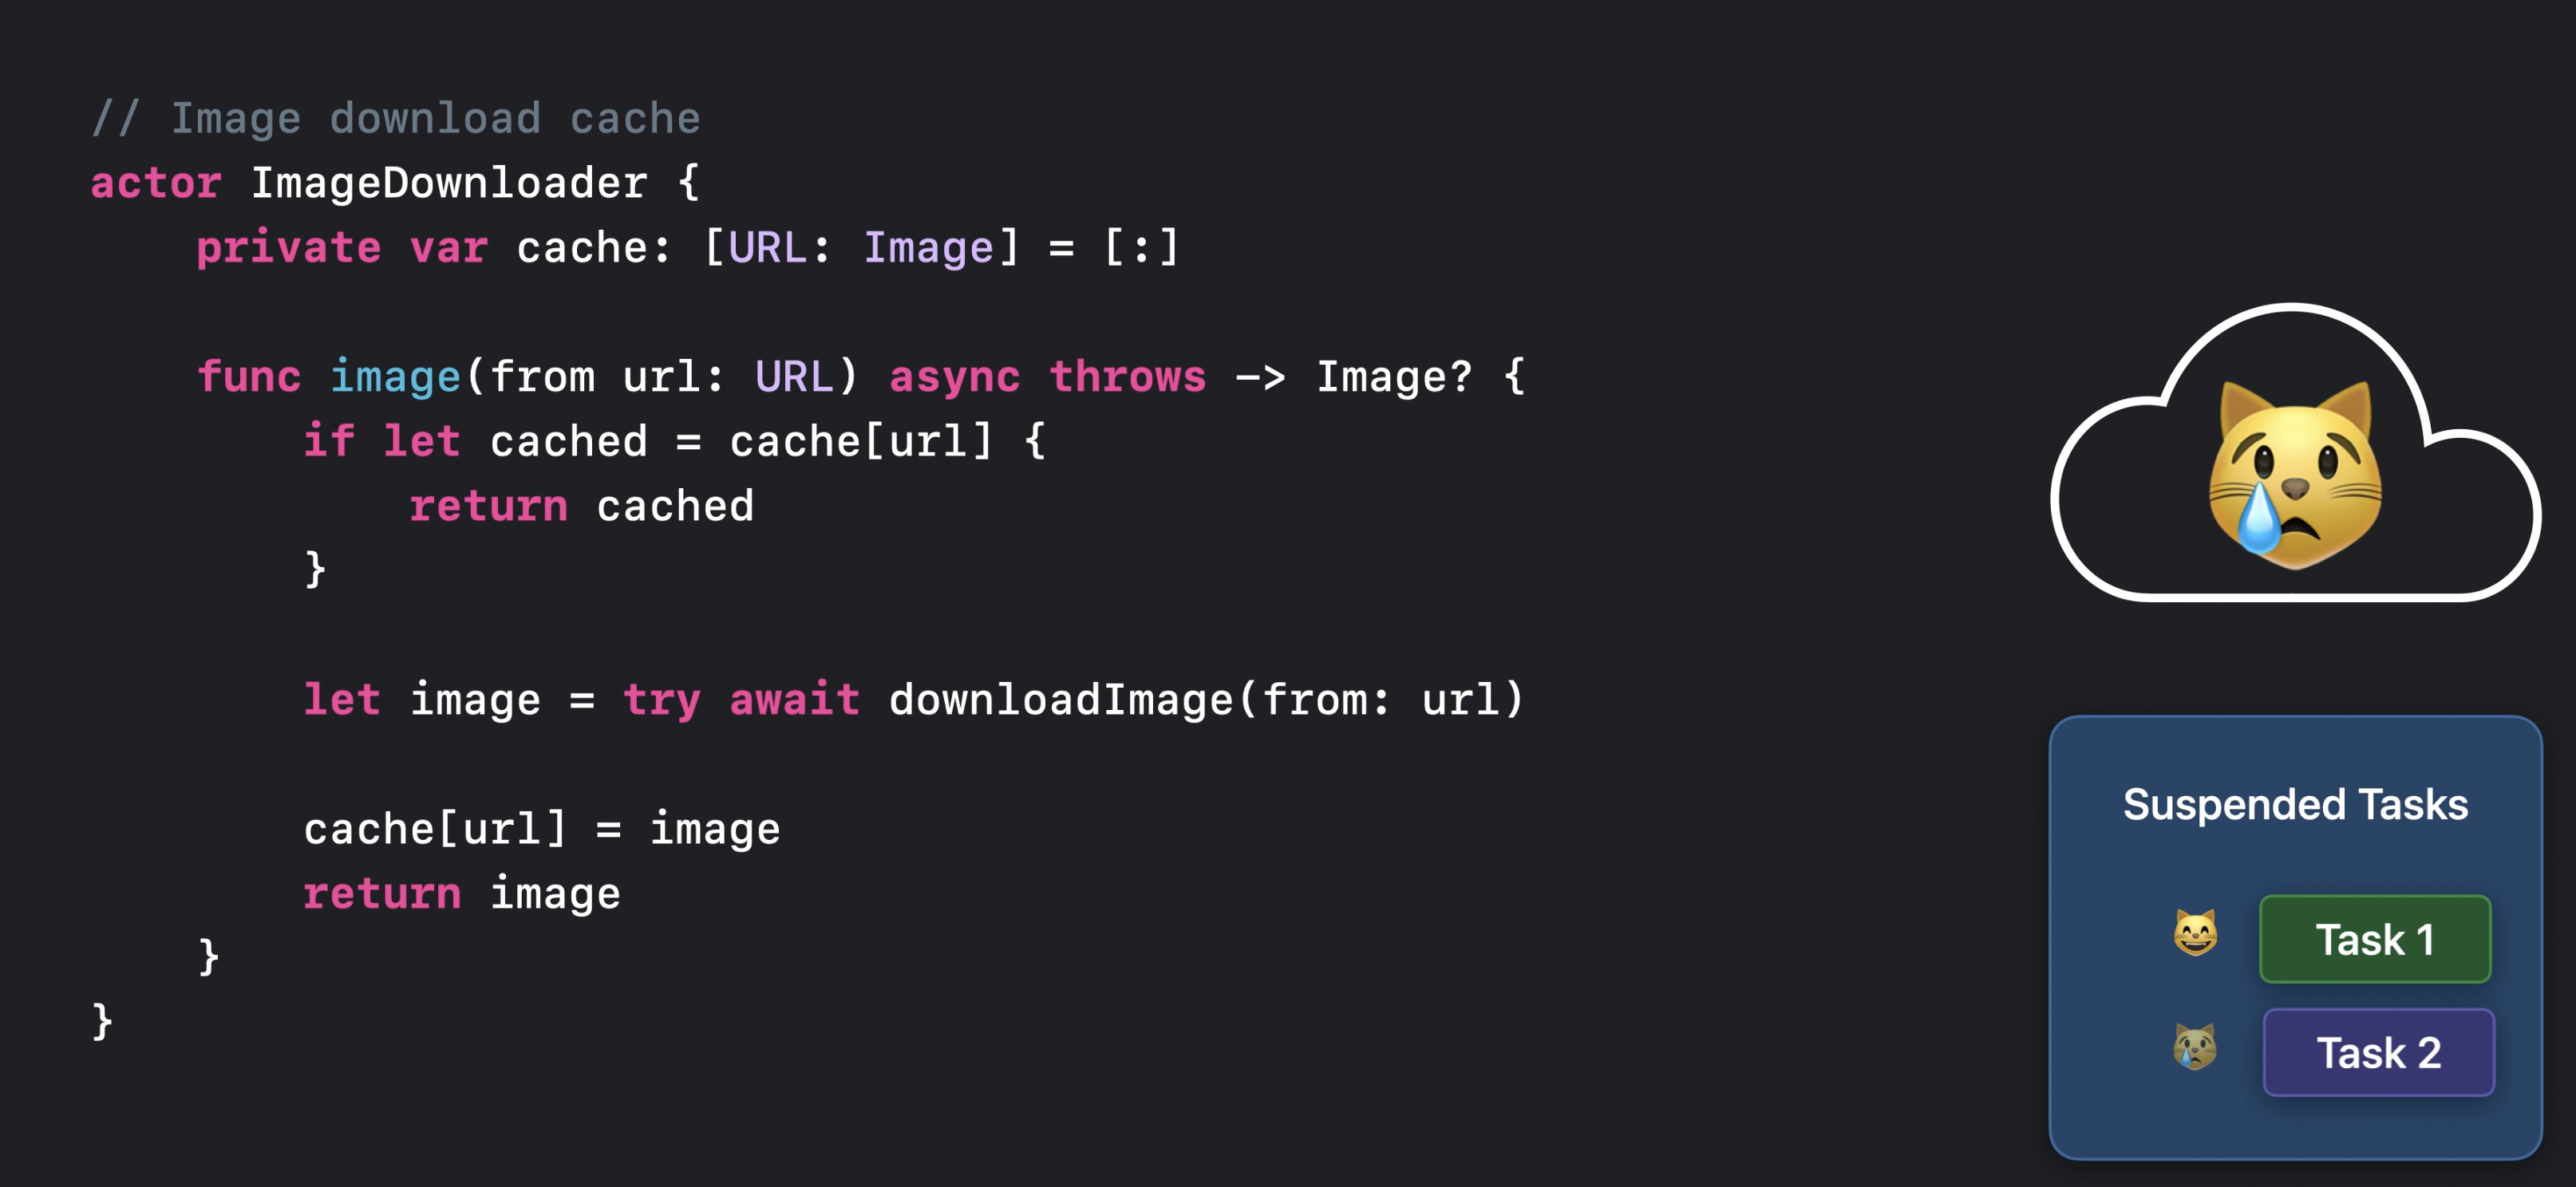 // Image download cache
actor ImageDownloader {
    private var cache: [URL: Image] = [:]

    func image(from url: URL) async throws -> Image? {
        if let cached = cache[url] {
            return cached
        }

        let image = try await downloadImage(from: url)

        cache[url] = image
        return image
    }
}
Suspended Tasks
Task 1
Task 2